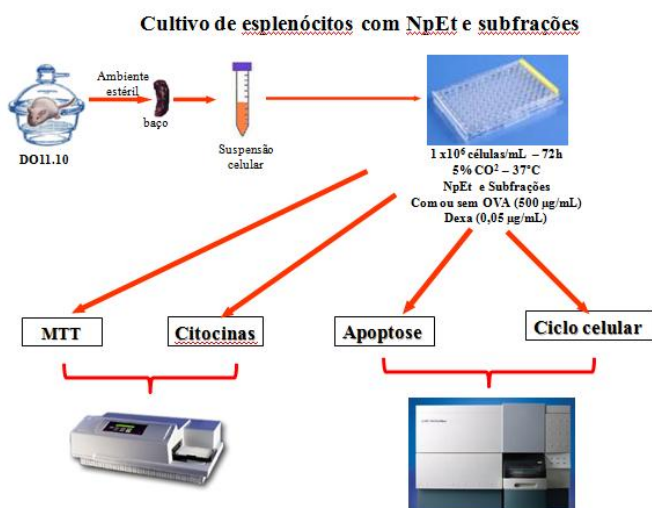 Cultivo de esplenócitos com NpEt e subfrações
Ambiente
estéril
baço
DO11.10
Suspensão
celular
1 x10⁶ células/mL – 72h
5% CO² – 37°C
NpEt e Subfrações
Com ou sem OVA (500 µg/mL)
Dexa (0,05 µg/mL)
MTT
Citocinas
Apoptose
Ciclo celular